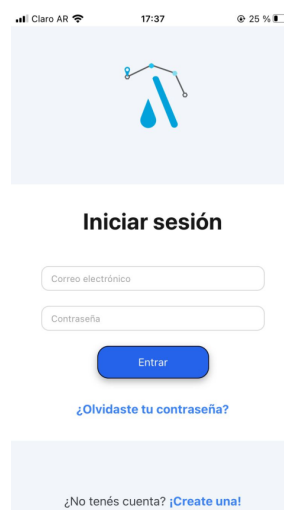 Claro AR
17:37
25 %
Iniciar sesión
Correo electrónico
Contraseña
Entrar
¿Olvidaste tu contraseña?
¿No tenés cuenta? ¡Create una!